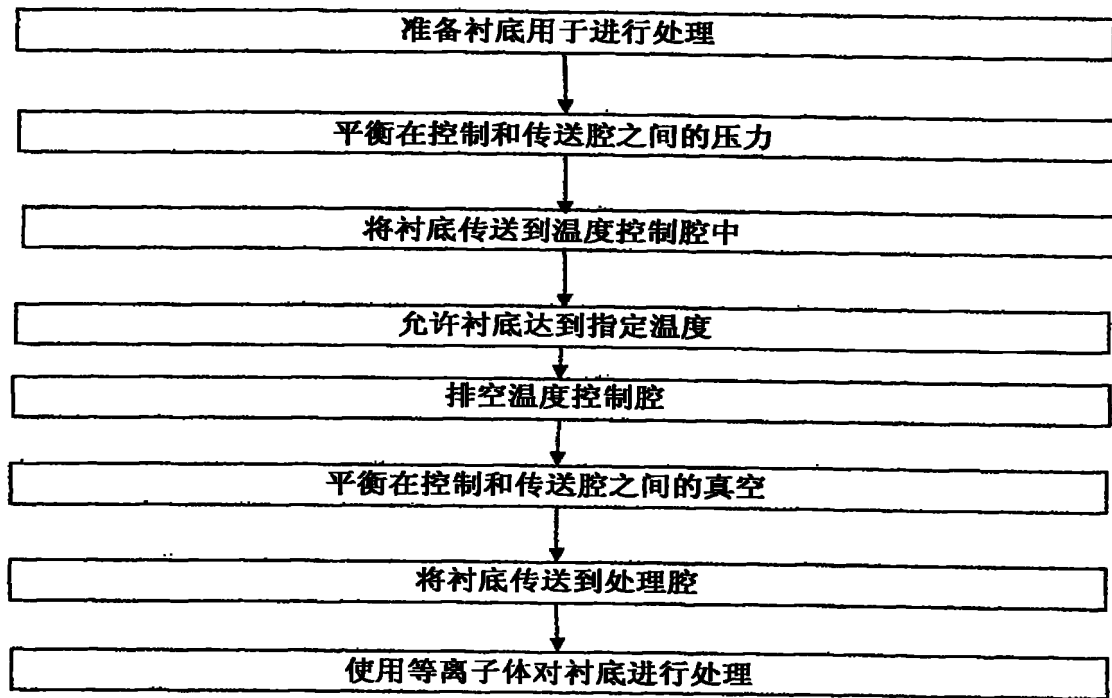 准备衬底用于进行处理
平衡在控制和传送腔之间的压力
将衬底传送到温度控制腔中
允许衬底达到指定温度
排空温度控制腔
平衡在控制和传送腔之间的真空
将衬底传送到处理腔
使用等离子体对衬底进行处理